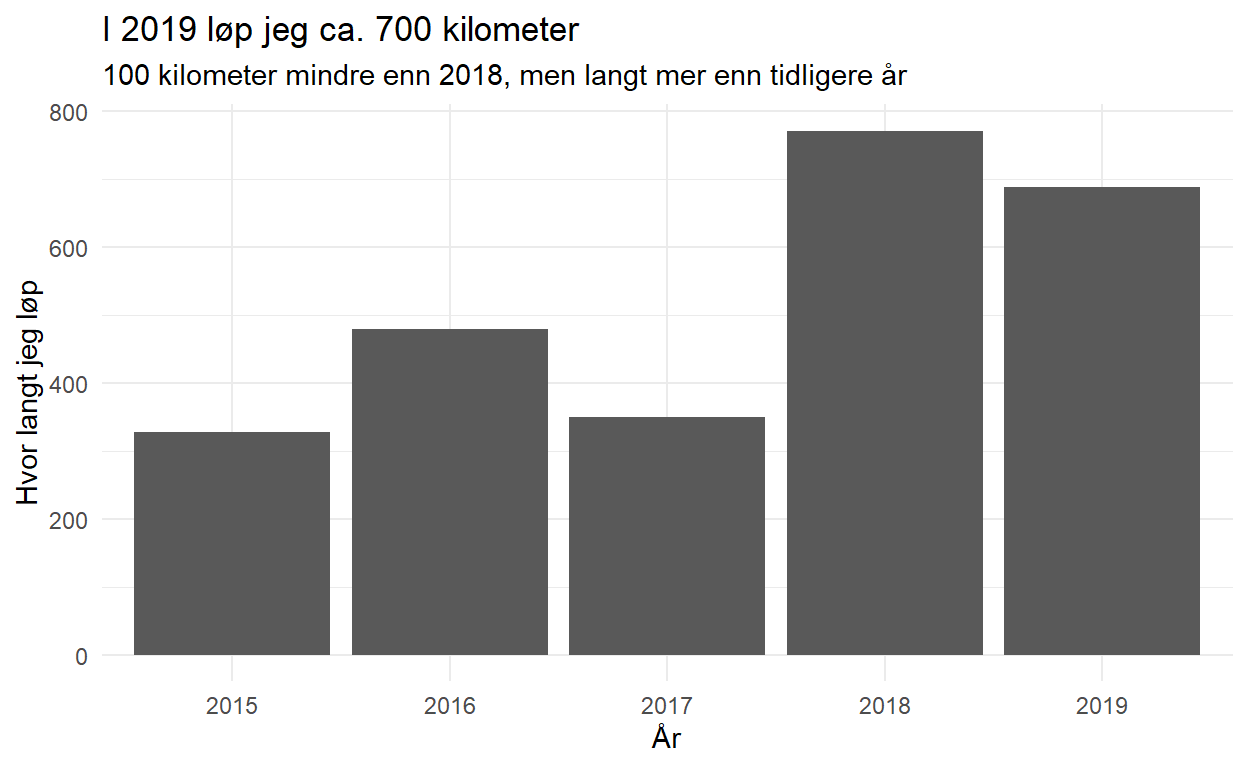 I 2019 løp jeg ca. 700 kilometer
100 kilometer mindre enn 2018, men langt mer enn tidligere år
800
600
400
200
0
Hvor langt jeg løp
2015 2016 2017 2018 2019
År